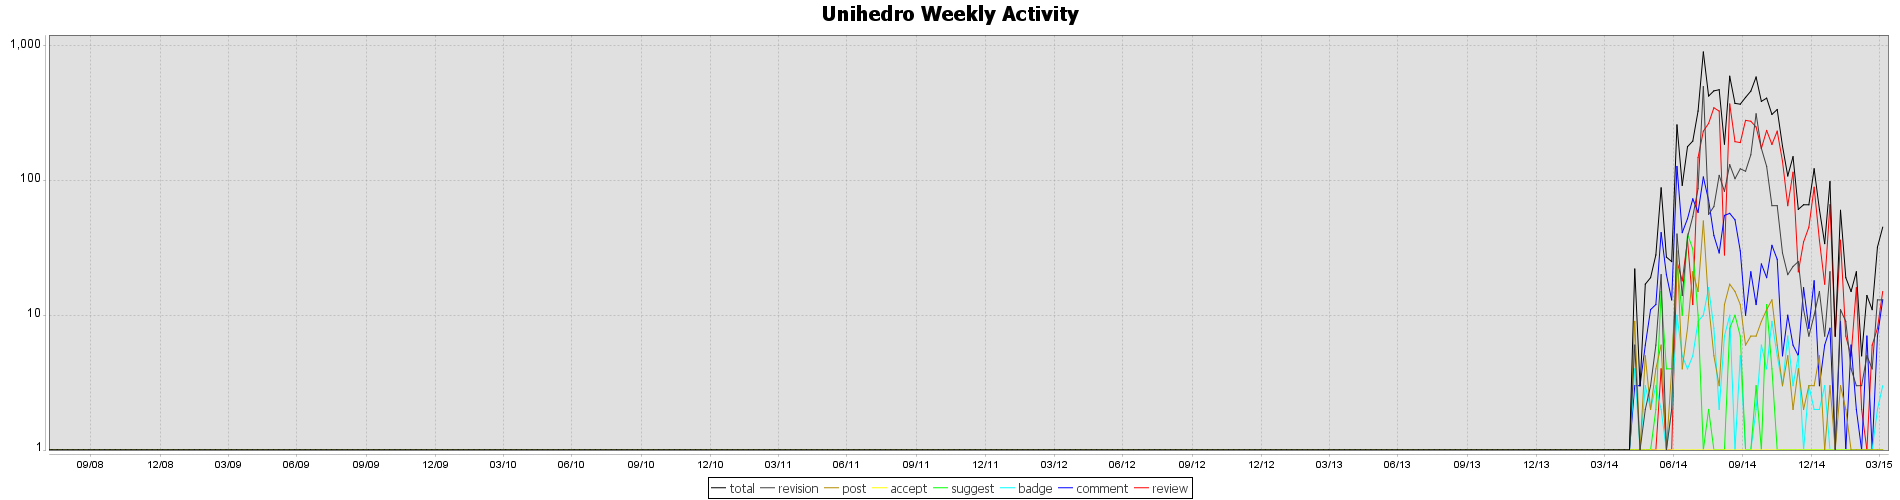 Unihedro Weekly Activity
1,000
100
10
1
09/08 12/08 03/09 06/09 09/09 12/09 03/10 06/10 09/10 12/10 03/11 06/11 09/11 12/11 03/12 06/12 09/12 12/12 03/13 06/13 09/13 12/13 03/14 06/14 09/14 12/14 03/15
total revision post accept suggest badge comment review